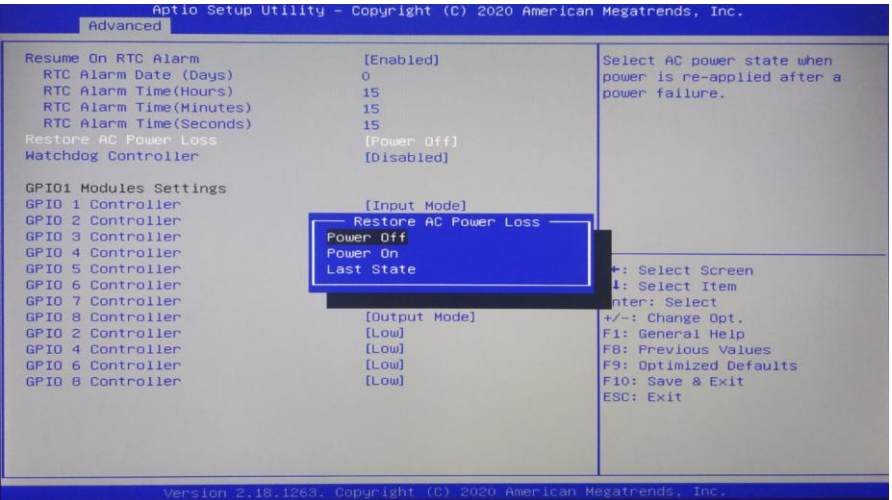 Aptio Setup Utility – Copyright (C) 2020 American Megatrends, Inc.
Advanced
Resume On RTC Alarm [Enabled]
RTC Alarm Date (Days) 0
RTC Alarm Time(Hours) 15
RTC Alarm Time(Minutes) 15
RTC Alarm Time(Seconds) 15
Restore AC Power Loss [Power Off]
Watchdog Controller [Disabled]
GPIO1 Modules Settings
GPIO 1 Controller [Input Mode]
GPIO 2 Controller
GPIO 3 Controller
GPIO 4 Controller
GPIO 5 Controller
GPIO 6 Controller
GPIO 7 Controller
GPIO 8 Controller [Output Mode]
GPIO 2 Controller [Low]
GPIO 4 Controller [Low]
GPIO 6 Controller [Low]
GPIO 8 Controller [Low]
Restore AC Power Loss
Power Off
Power On
Last State
Select AC power state when
power is re-applied after a
power failure.
: Select Screen
: Select Item
nter: Select
+/-: Change Opt.
F1: General Help
F8: Previous Values
F9: Optimized Defaults
F10: Save & Exit
ESC: Exit
Version 2.18.1263. Copyright (C) 2020 American Megatrends, Inc.